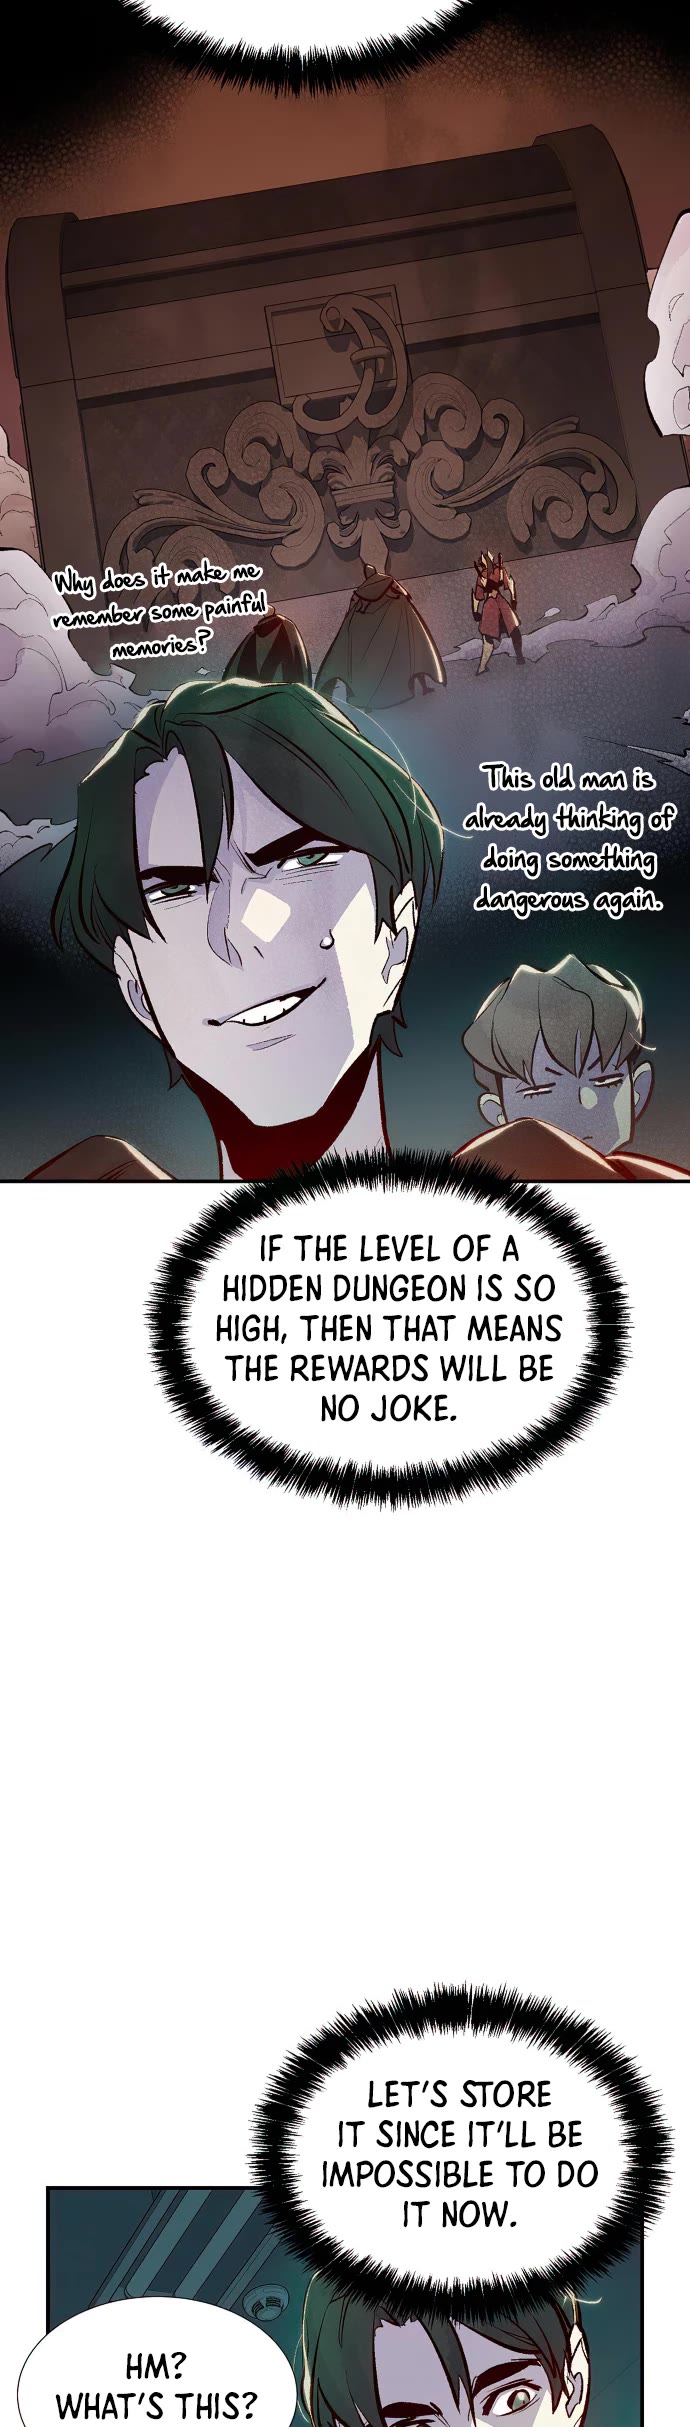 Why does it make me
remember some painful
memories?
This old man is
already thinking of
doing something
dangerous again.
IF THE LEVEL OF A
HIDDEN DUNGEON IS SO
HIGH, THEN THAT MEANS
THE REWARDS WILL BE
NO JOKE.
LET'S STORE
IT SINCE IT'LL BE
IMPOSSIBLE TO DO
IT NOW.
HM?
WHAT'S THIS?